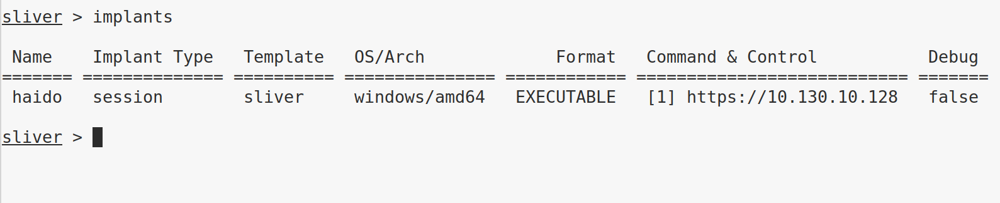 sliver > implants
Name Implant Type Template OS/Arch Format Command & Control Debug
======= ============== ========== =============== ============ =========================== =======
haido session sliver windows/amd64 EXECUTABLE [1] https://10.130.10.128 false
sliver >